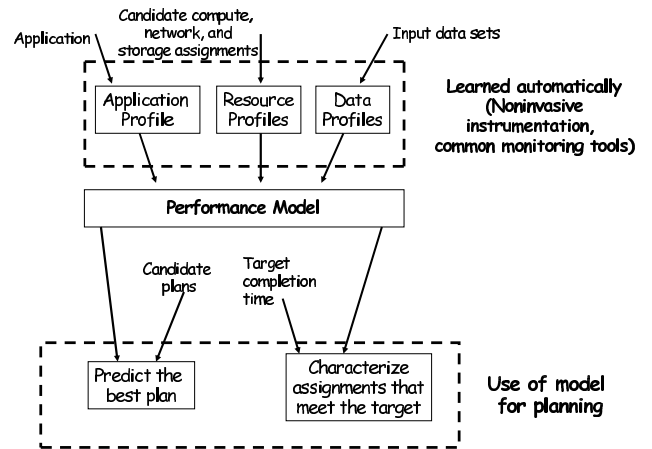 Application
Candidate compute,
network, and
storage assignments
Input data sets
Application
Profile
Resource
Profiles
Data
Profiles
Learned automatically
(Noninvasive
instrumentation,
common monitoring tools)
Performance Model
Candidate
plans
Target
completion
time
Predict the
best plan
Characterize
assignments that
meet the target
Use of model
for planning